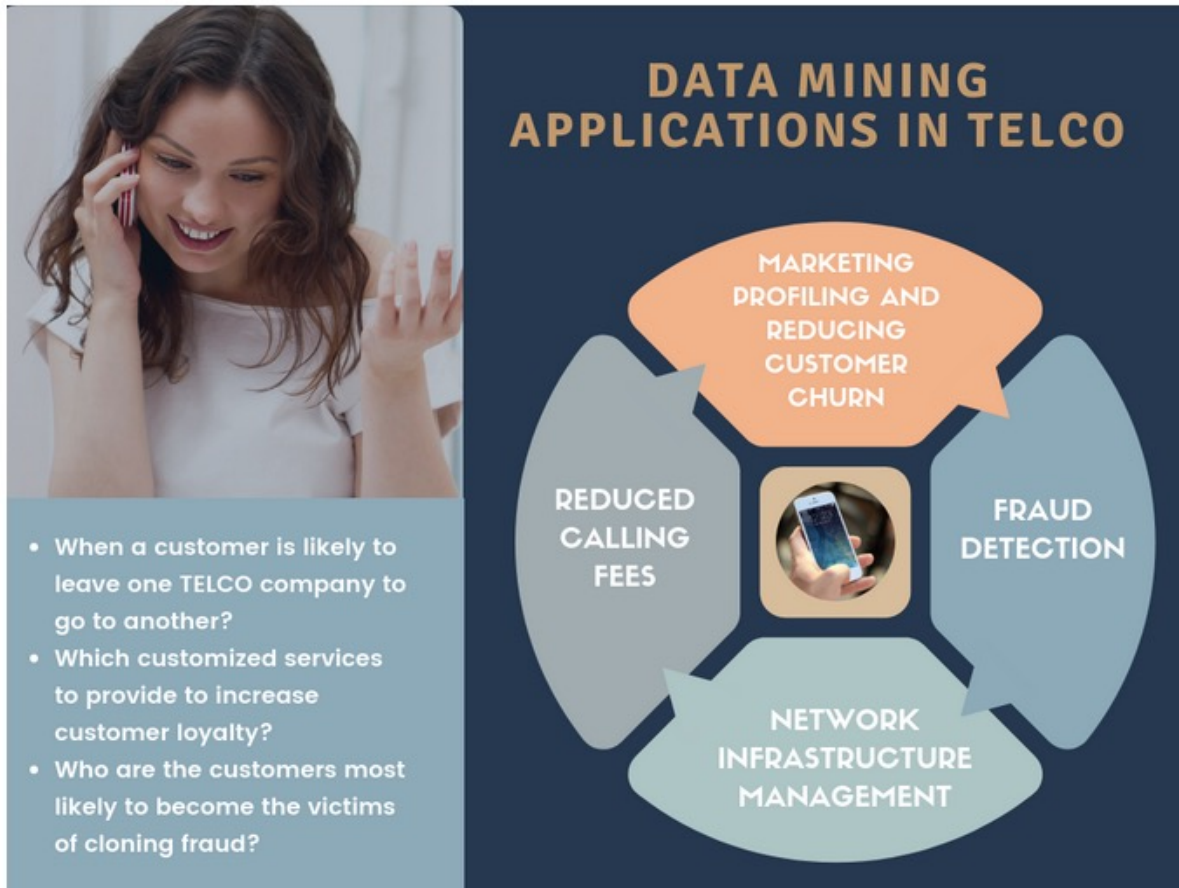 DATA MINING
APPLICATIONS IN TELCO
MARKETING
PROFILING AND
REDUCING
CUSTOMER
CHURN
REDUCED
CALLING
FEES
FRAUD
DETECTION
NETWORK
INFRASTRUCTURE
MANAGEMENT
• When a customer is likely to
leave one TELCO company to
go to another?
• Which customized services
to provide to increase
customer loyalty?
• Who are the customers most
likely to become the victims
of cloning fraud?